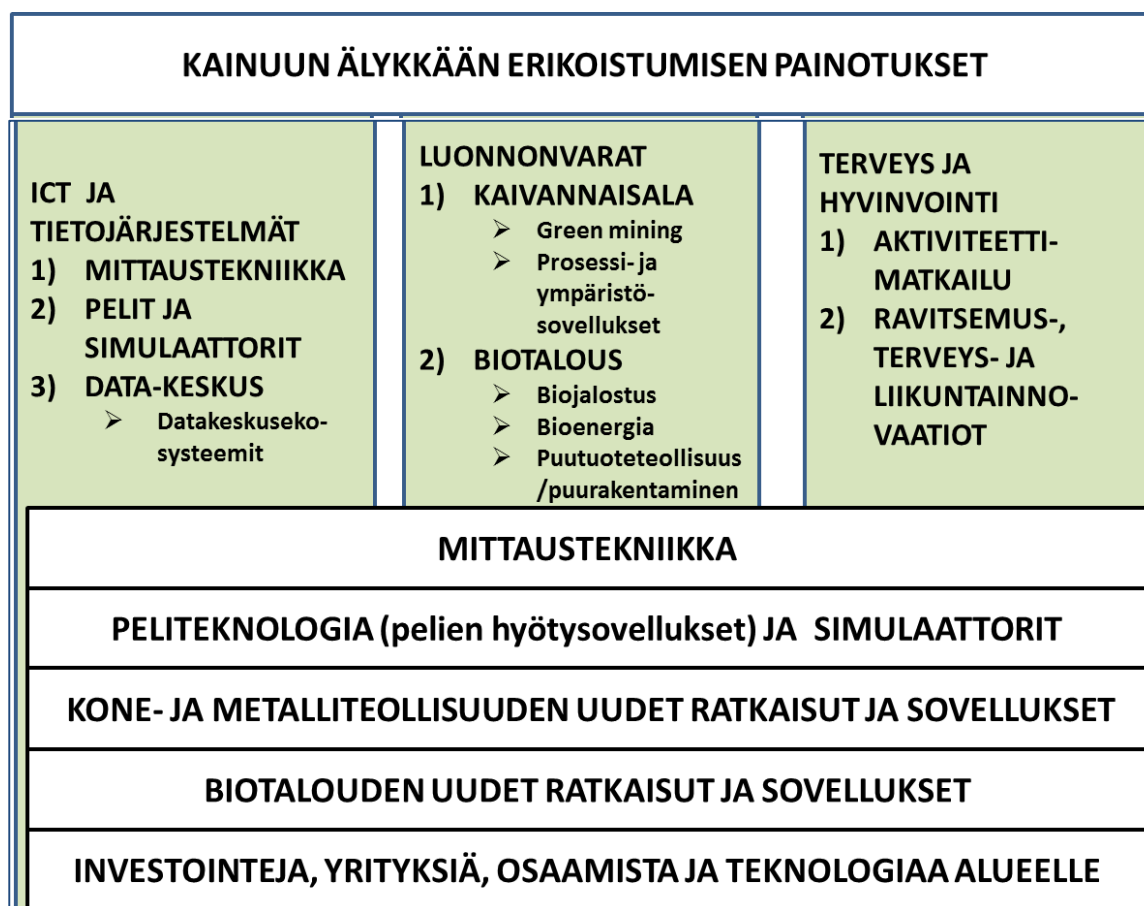 KAINUUN ÄLYKKÄÄN ERIKOISTUMISEN PAINOTUKSET
ICT JA
TIETOJÄRJESTELMÄT
1) MITTAUSTEKNIIKKA
2) PELIT JA
SIMULAATTORIT
3) DATA-KESKUS
➢ Datakeskuseko-
systeemit
LUONNONVARAT
1) KAIVANNAISALA
➢ Green mining
➢ Prosessi- ja
ympäristö-
sovellukset
2) BIOTALOUS
➢ Biojalostus
➢ Bioenergia
➢ Puutuoteteollisuus
/puurakentaminen
TERVEYS JA
HYVINVOINTI
1) AKTIVITEETTI-
MATKAILU
2) RAVITSEMUS-,
TERVEYS- JA
LIIKUNTAINNO-
VAATIOT
MITTAUSTEKNIIKKA
PELITEKNOLOGIA (pelien hyötysovellukset) JA SIMULAATTORIT
KONE- JA METALLITEOLLISUUDEN UUDET RATKAISUT JA SOVELLUKSET
BIOTALOUDEN UUDET RATKAISUT JA SOVELLUKSET
INVESTOINTEJA, YRITYKSIÄ, OSAAMISTA JA TEKNOLOGIAA ALUEELLE